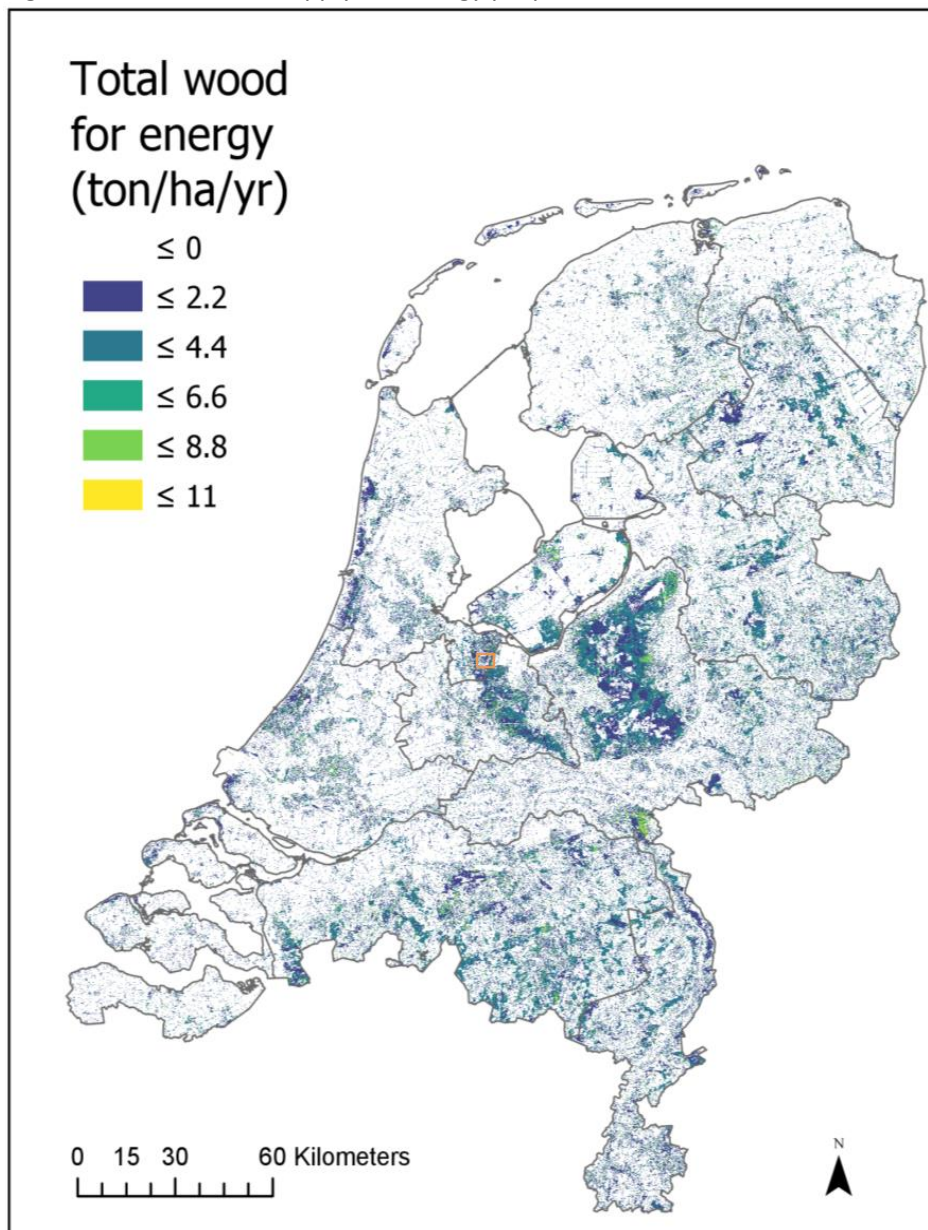 Total wood
for energy
(ton/ha/yr)
≤ 0
≤ 2.2
≤ 4.4
≤ 6.6
≤ 8.8
≤ 11
0 15 30 60 Kilometers
N